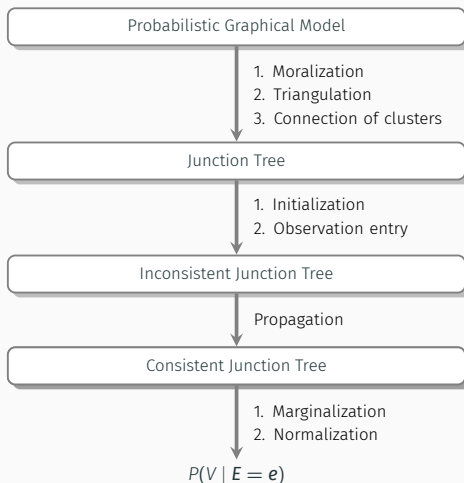 Probabilistic Graphical Model
1. Moralization
2. Triangulation
3. Connection of clusters
Junction Tree
1. Initialization
2. Observation entry
Inconsistent Junction Tree
Propagation
Consistent Junction Tree
1. Marginalization
2. Normalization
P(V | E = e)